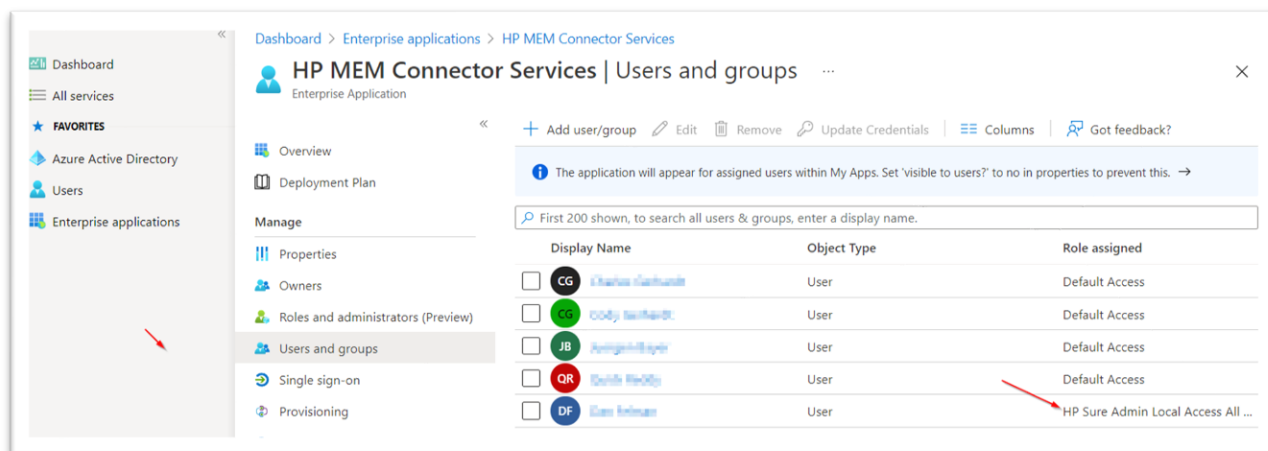 «
Dashboard
All services
FAVORITES
Azure Active Directory
Users
Enterprise applications
Dashboard > Enterprise applications > HP MEM Connector Services
HP MEM Connector Services | Users and groups ...
Enterprise Application
«
Overview
Deployment Plan
Manage
Properties
Owners
Roles and administrators (Preview)
Users and groups
Single sign-on
Provisioning
Add user/group Edit Remove Update Credentials Columns Got feedback?
The application will appear for assigned users within My Apps. Set 'visible to users?' to no in properties to prevent this. →
First 200 shown, to search all users & groups, enter a display name.
Display Name Object Type Role assigned
CG User Default Access
CG User Default Access
JB User Default Access
QR User Default Access
DF User HP Sure Admin Local Access All ...